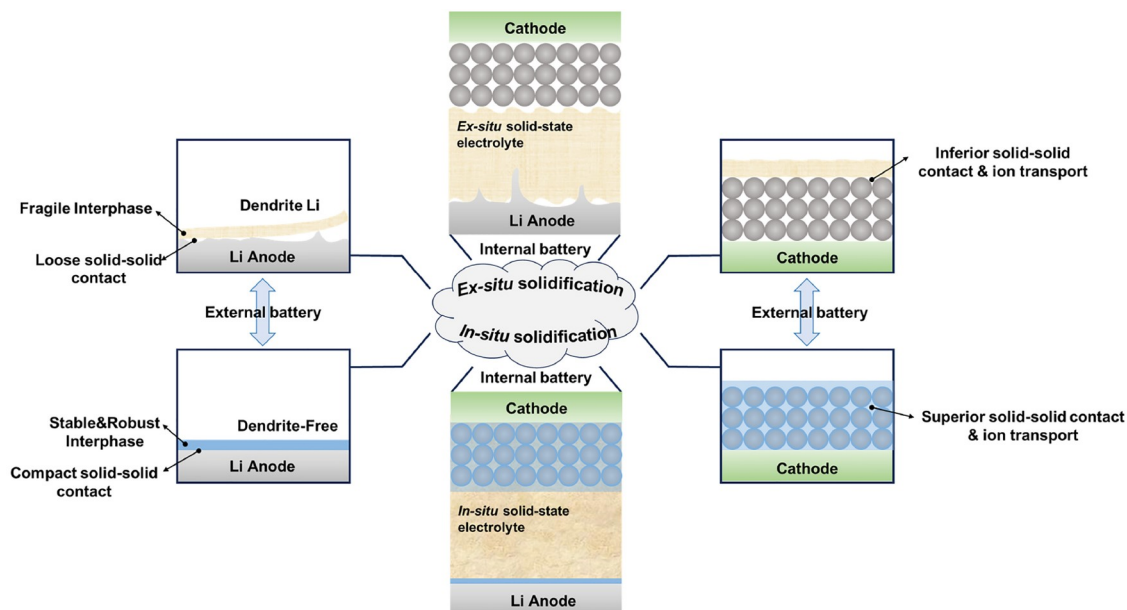 Cathode
Ex-situ solid-state
electrolyte
Li Anode
Internal battery
Fragile Interphase
Dendrite Li
Loose solid-solid
contact
Li Anode
External battery
Inferior solid-solid
contact & ion transport
Cathode
External battery
Ex-situ solidification
In-situ solidification
Internal battery
Stable&Robust
Interphase
Dendrite-Free
Compact solid-solid
contact
Li Anode
Cathode
In-situ solid-state
electrolyte
Li Anode
Superior solid-solid contact
& ion transport
Cathode